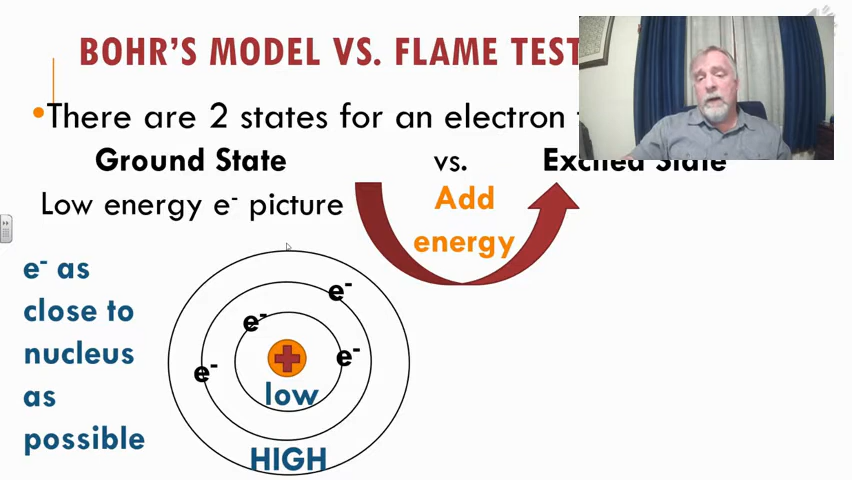 BOHR'S MODEL VS. FLAME TEST
•There are 2 states for an electron
Ground State vs. Excited State
Low energy e⁻ picture
Add
energy
e⁻ as
close to
nucleus
as
possible
e⁻
e⁻
e⁻
e⁻
low
HIGH